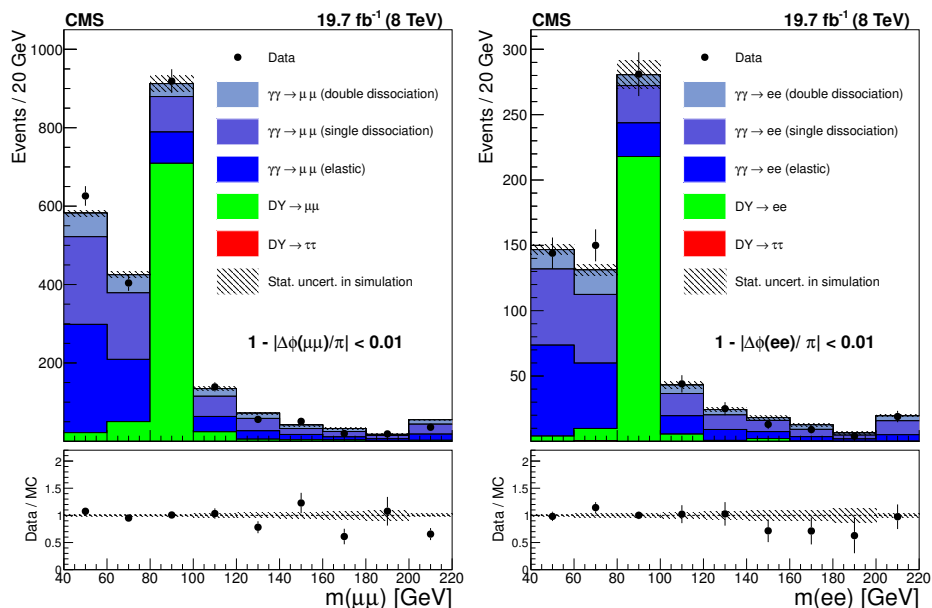 CMS 19.7 fb⁻¹ (8 TeV)
Events / 20 GeV
1000
800
600
400
200
Data
γγ → μμ (double dissociation)
γγ → μμ (single dissociation)
γγ → μμ (elastic)
DY → μμ
DY → ττ
Stat. uncert. in simulation
1 - |Δφ(μμ)/π| < 0.01
Data / MC
2
1.5
1
0.5
0
40 60 80 100 120 140 160 180 200 220
m(μμ) [GeV]
CMS 19.7 fb⁻¹ (8 TeV)
Events / 20 GeV
300
250
200
150
100
50
Data
γγ → ee (double dissociation)
γγ → ee (single dissociation)
γγ → ee (elastic)
DY → ee
DY → ττ
Stat. uncert. in simulation
1 - |Δφ(ee)/ π| < 0.01
Data / MC
2
1.5
1
0.5
0
40 60 80 100 120 140 160 180 200 220
m(ee) [GeV]